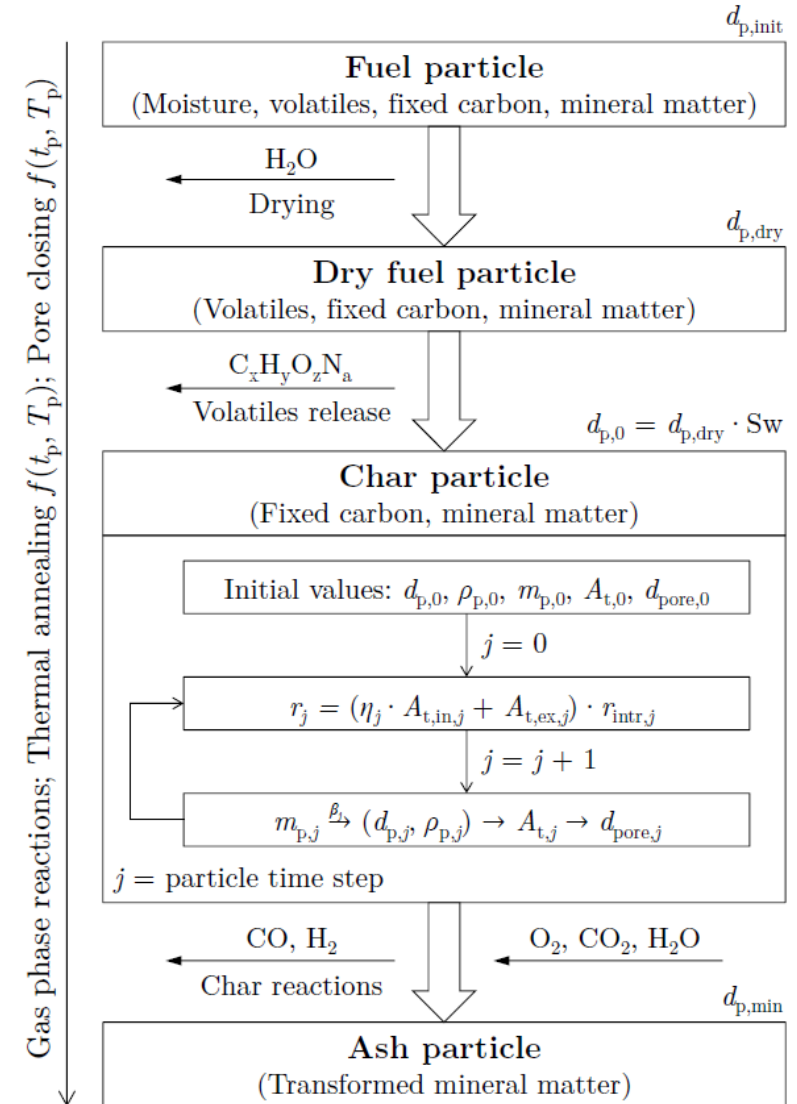 d_p,init
Fuel particle
(Moisture, volatiles, fixed carbon, mineral matter)
H₂O
Drying
d_p,dry
Dry fuel particle
(Volatiles, fixed carbon, mineral matter)
CₓH_yO_zNₐ
Volatiles release
d_p,0 = d_p,dry · Sw
Char particle
(Fixed carbon, mineral matter)
Initial values: d_p,0, ρ_p,0, m_p,0, A_t,0, d_pore,0
j = 0
r_j = (η_j · A_t,in,j + A_t,ex,j) · r_intr,j
j = j + 1
m_p,j →^{β_j} (d_p,j, ρ_p,j) → A_t,j → d_pore,j
j = particle time step
CO, H₂
Char reactions
O₂, CO₂, H₂O
d_p,min
Ash particle
(Transformed mineral matter)
Gas phase reactions; Thermal annealing f(t_p, T_p); Pore closing f(t_p, T_p)